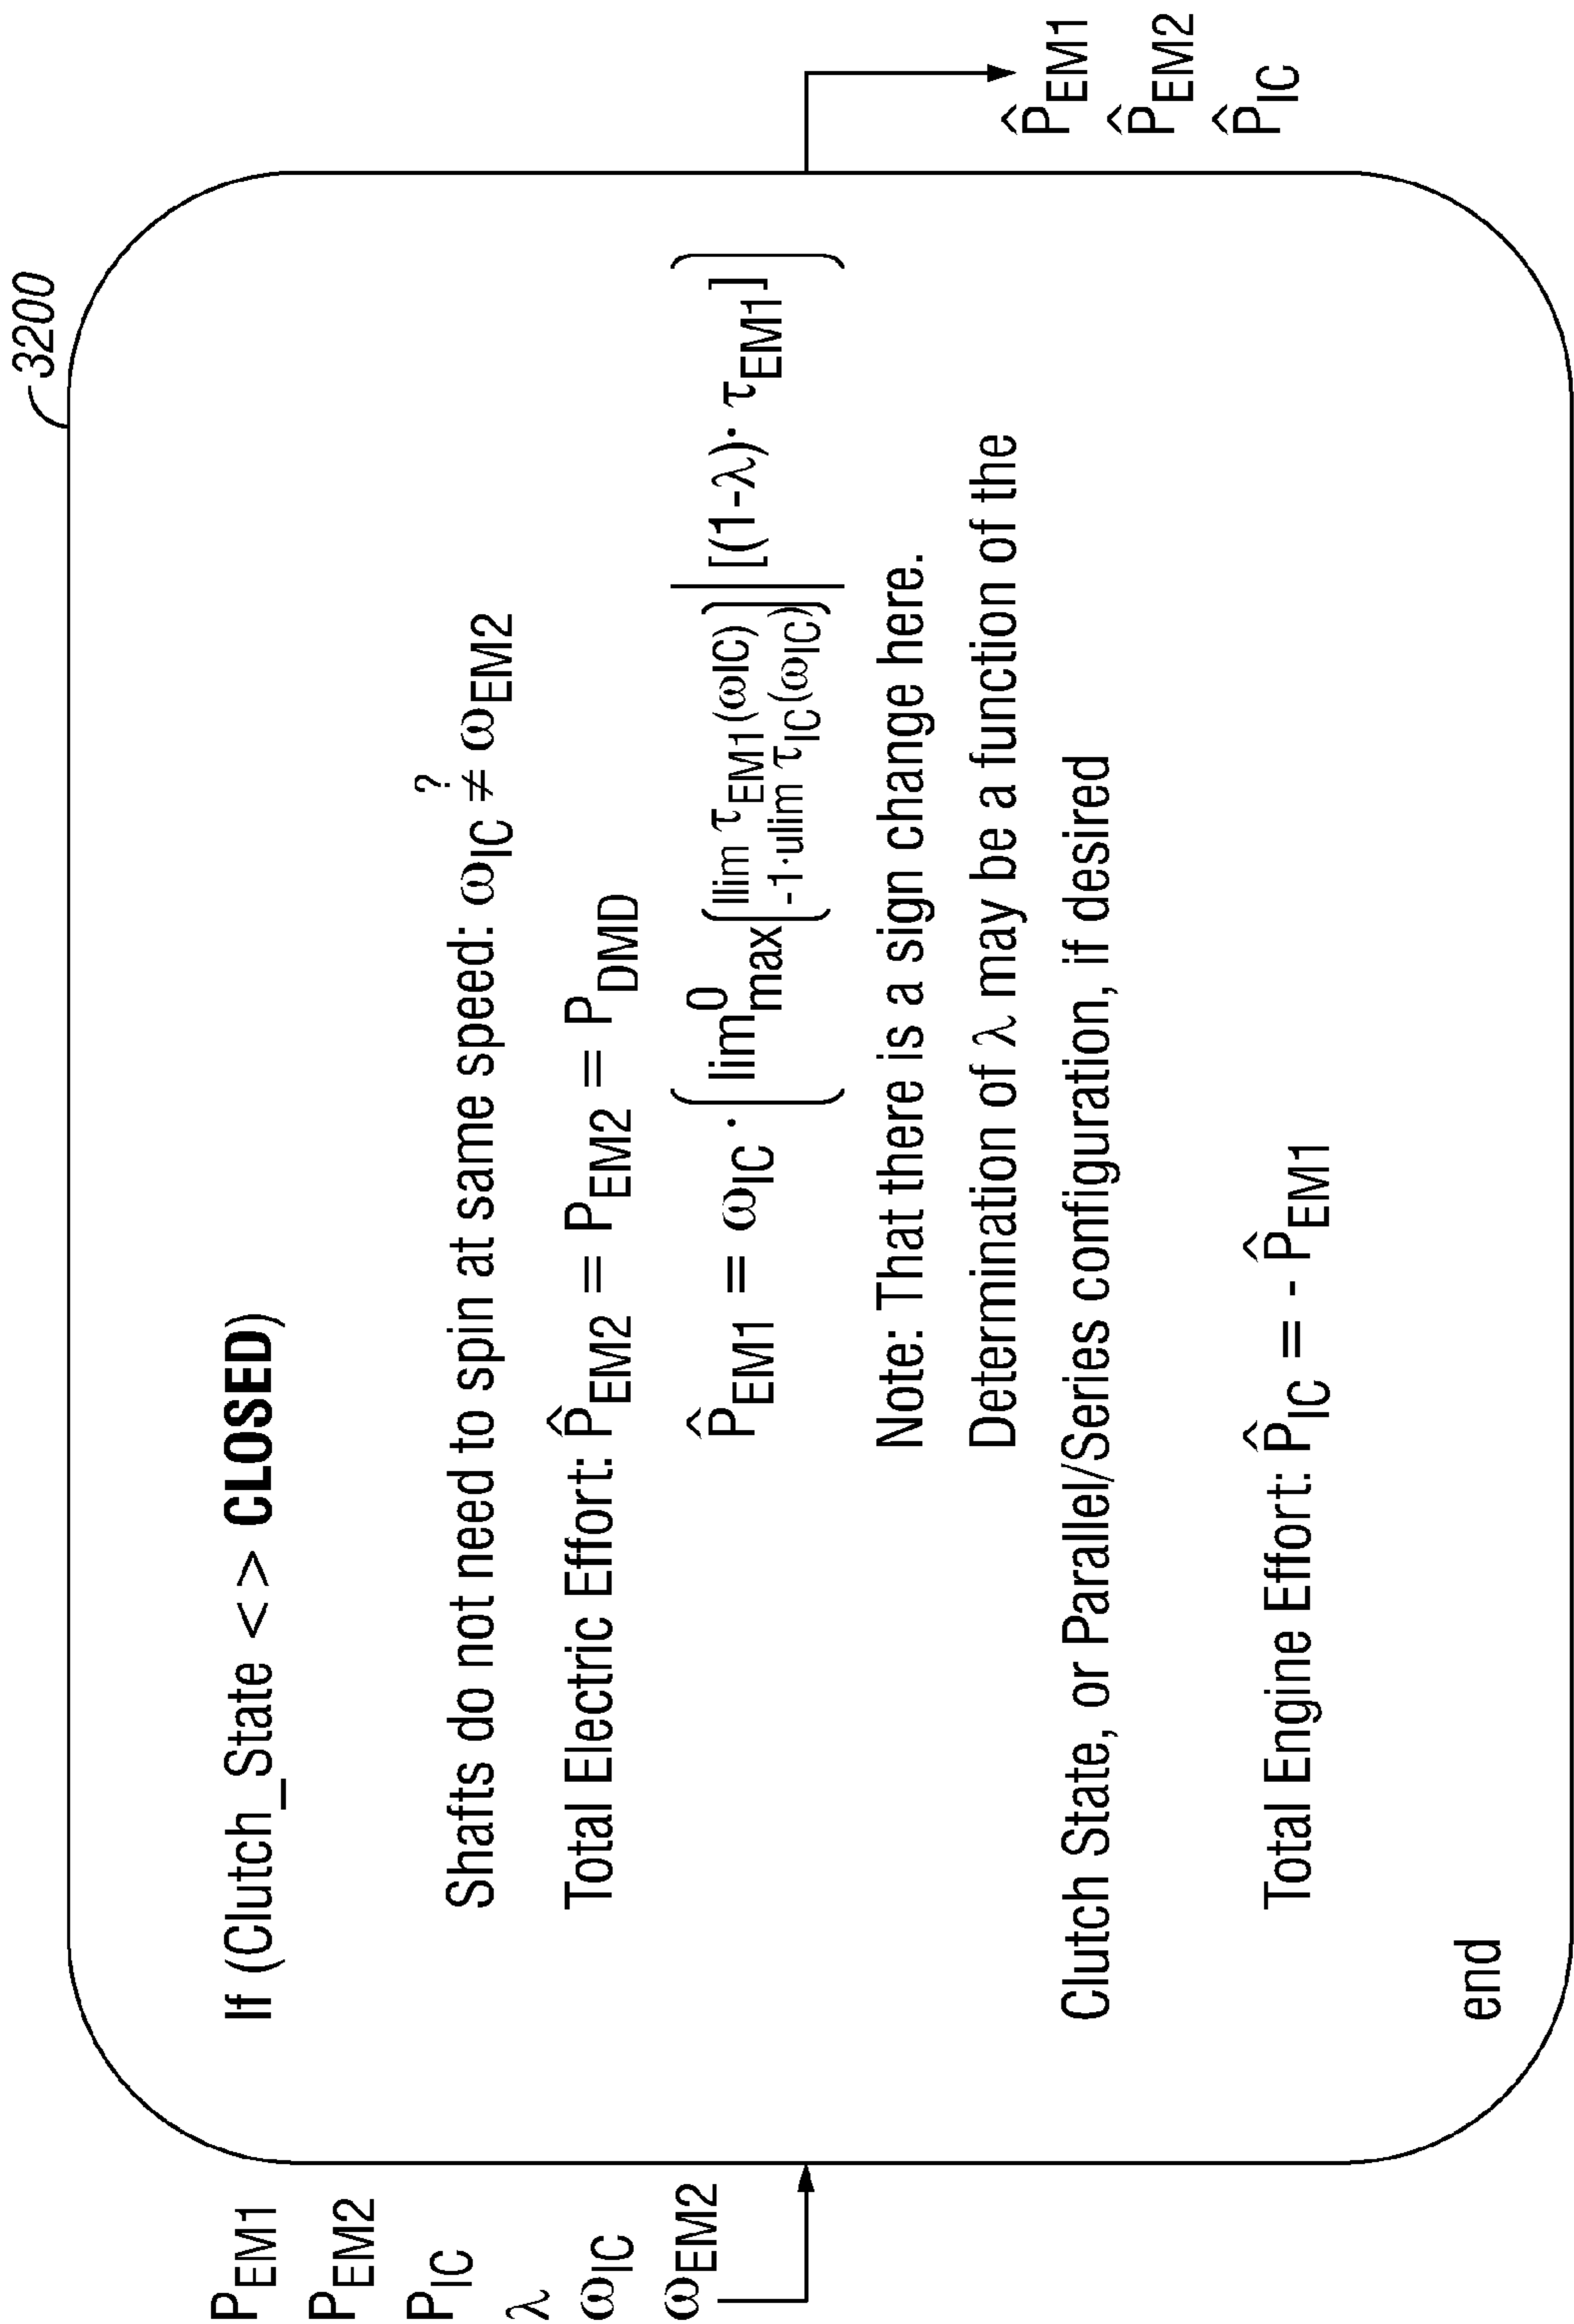 3200
P_EM1
P_EM2
P_IC
λ
ω_IC
ω_EM2
If (Clutch_State < > CLOSED)
Shafts do not need to spin at same speed: ω_IC ≠^? ω_EM2
Total Electric Effort: P̂_EM2 = P_EM2 = P_DMD
P̂_EM1 = ω_IC · ( lim^0_max( llim τ_EM1(ω_IC) , -1·ulim τ_IC(ω_IC) ) | [(1-λ)· τ_EM1] )
Note: That there is a sign change here.
Determination of λ may be a function of the
Clutch State, or Parallel/Series configuration, if desired
Total Engine Effort: P̂_IC = - P̂_EM1
end
P̂_EM1
P̂_EM2
P̂_IC